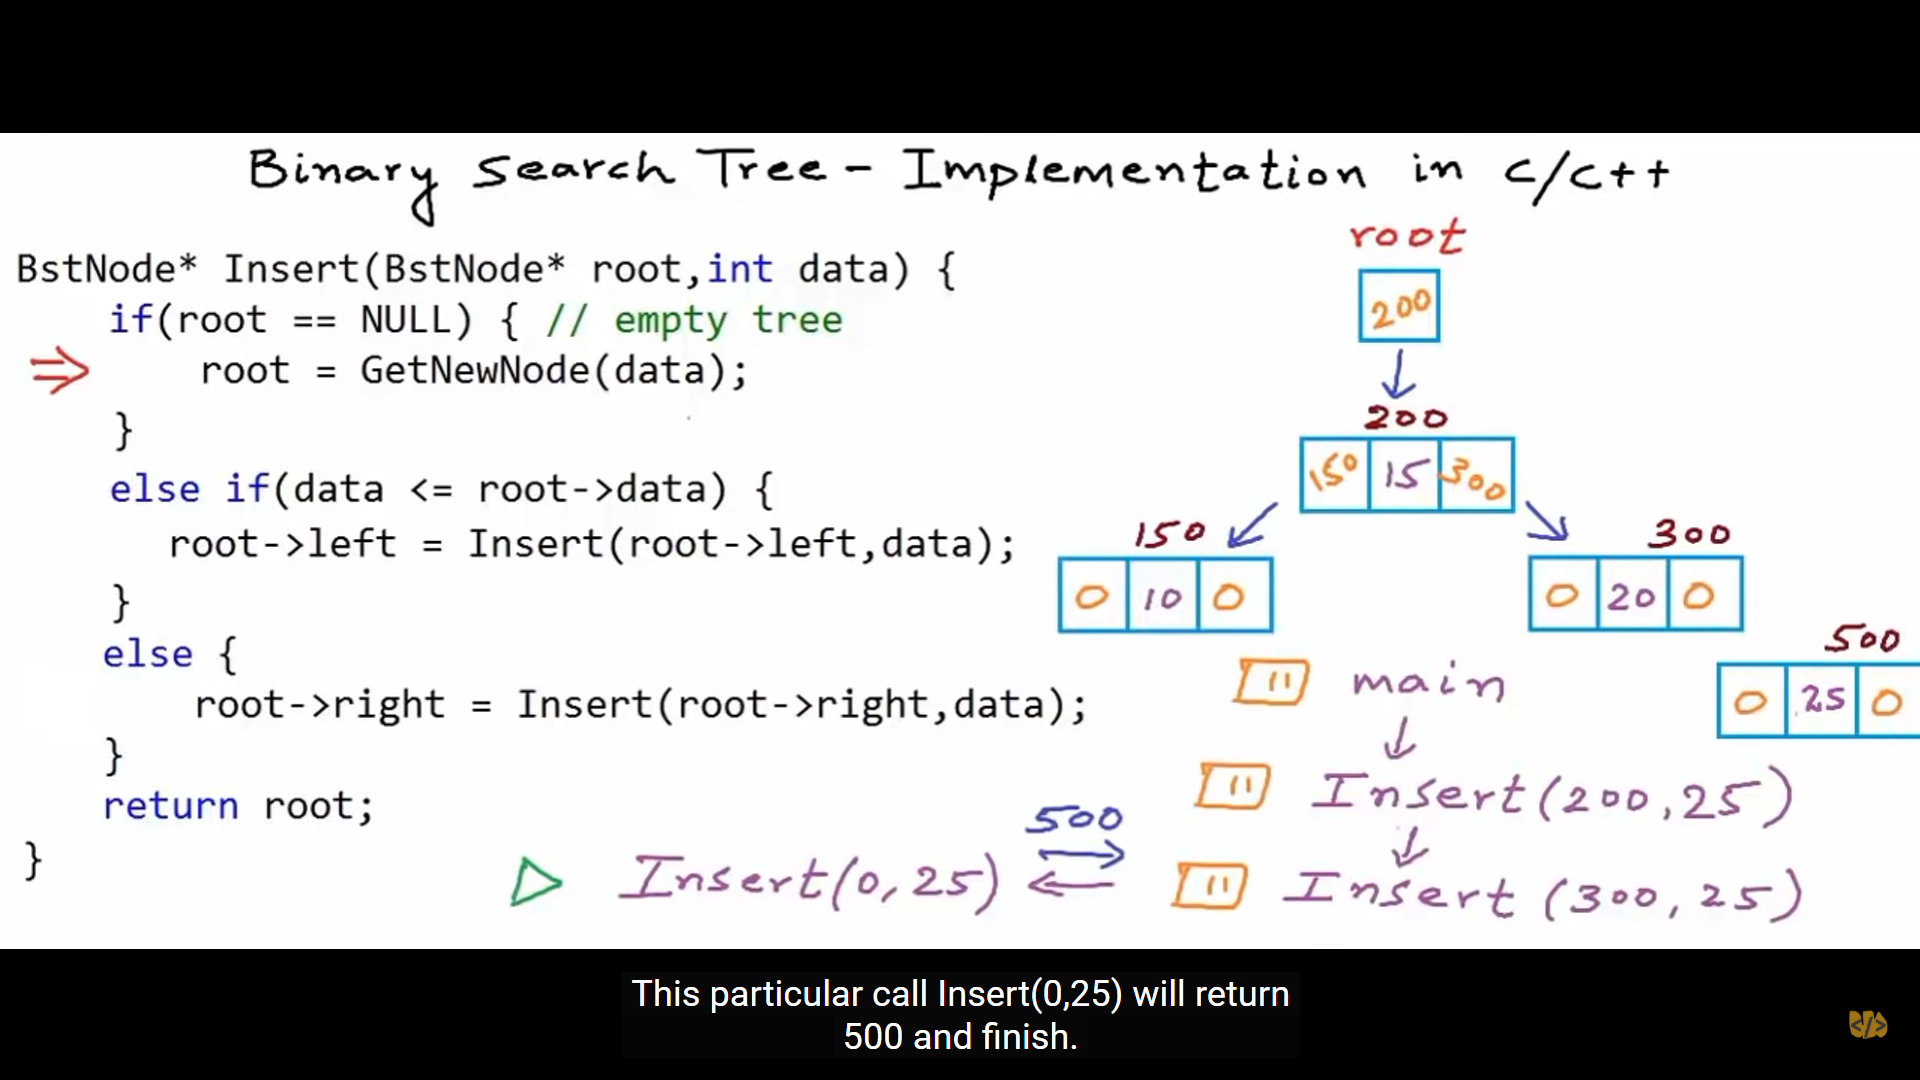 Binary Search Tree - Implementation in C/C++
BstNode* Insert(BstNode* root,int data) {
if(root == NULL) { // empty tree
root = GetNewNode(data);
}
else if(data <= root->data) {
root->left = Insert(root->left,data);
}
else {
root->right = Insert(root->right,data);
}
return root;
}
root
200
200
150 15 300
150
0 10 0
300
0 20 0
500
0 25 0
main
Insert(200,25)
Insert(300,25)
500
Insert(0,25)
This particular call Insert(0,25) will return
500 and finish.